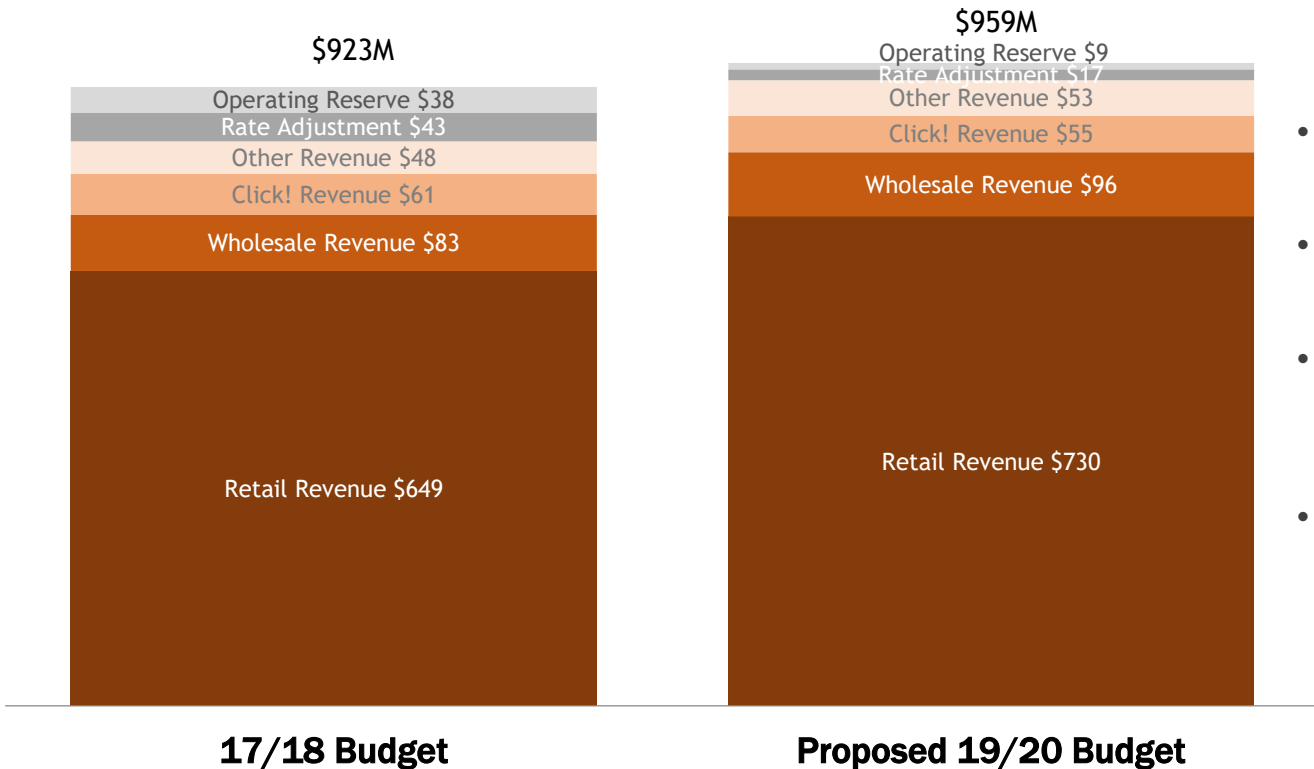 $923M
Operating Reserve $38
Rate Adjustment $43
Other Revenue $48
Click! Revenue $61
Wholesale Revenue $83
Retail Revenue $649
17/18 Budget
$959M
Operating Reserve $9
Rate Adjustment $17
Other Revenue $53
Click! Revenue $55
Wholesale Revenue $96
Retail Revenue $730
Proposed 19/20 Budget
•
•
•
•